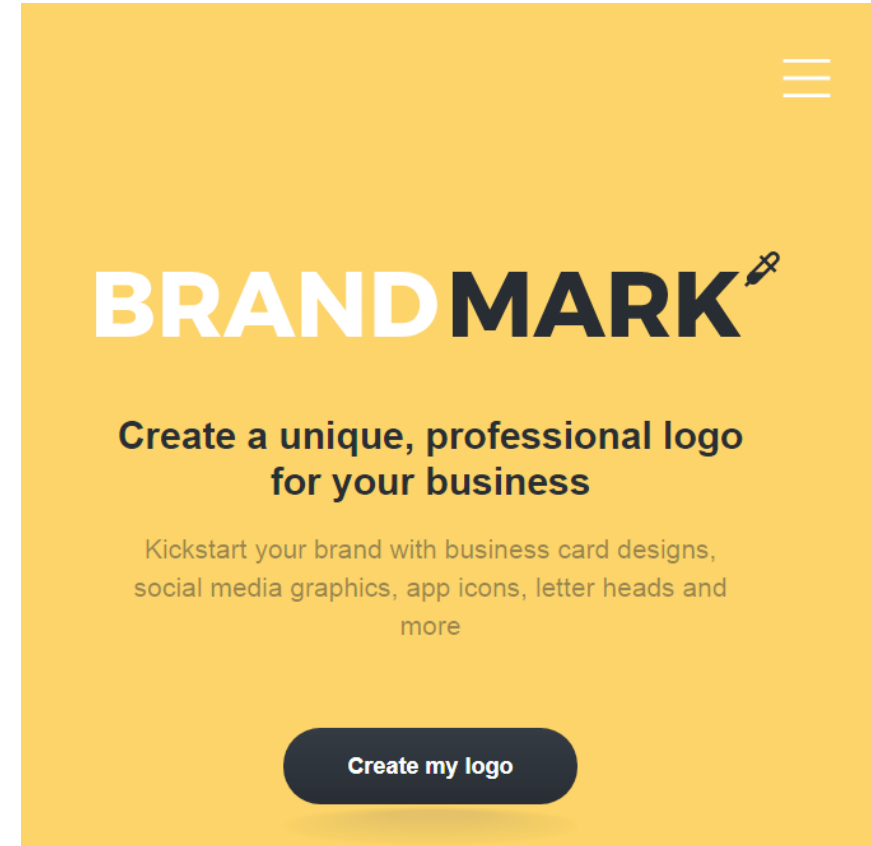 BRANDMARK
Create a unique, professional logo
for your business
Kickstart your brand with business card designs,
social media graphics, app icons, letter heads and
more
Create my logo